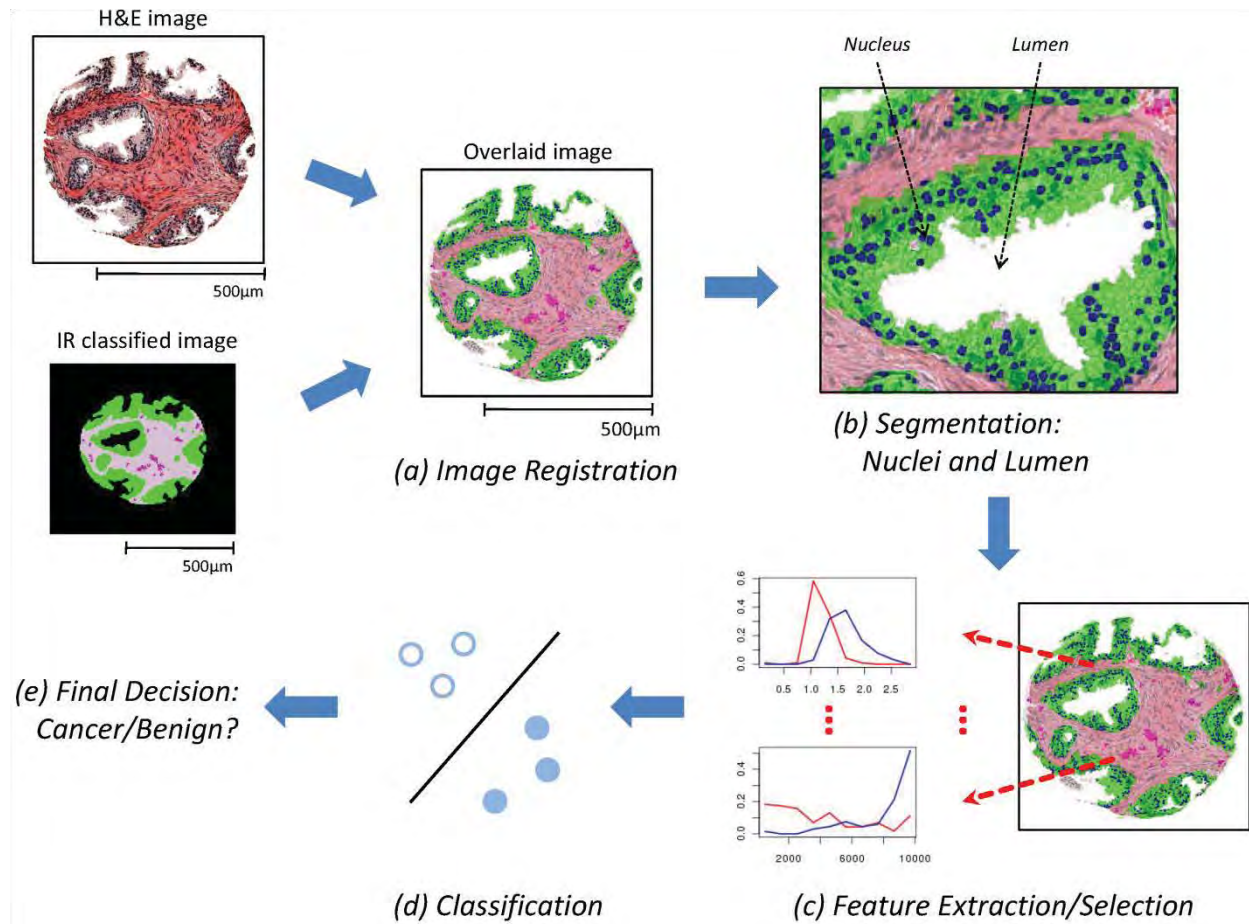 H&E image
500µm
IR classified image
500µm
Overlaid image
500µm
(a) Image Registration
Nucleus
Lumen
(b) Segmentation:
Nuclei and Lumen
0.6
0.4
0.2
0.0
0.5 1.0 1.5 2.0 2.5
0.4
0.2
0.0
2000 6000 10000
(c) Feature Extraction/Selection
(d) Classification
(e) Final Decision:
Cancer/Benign?